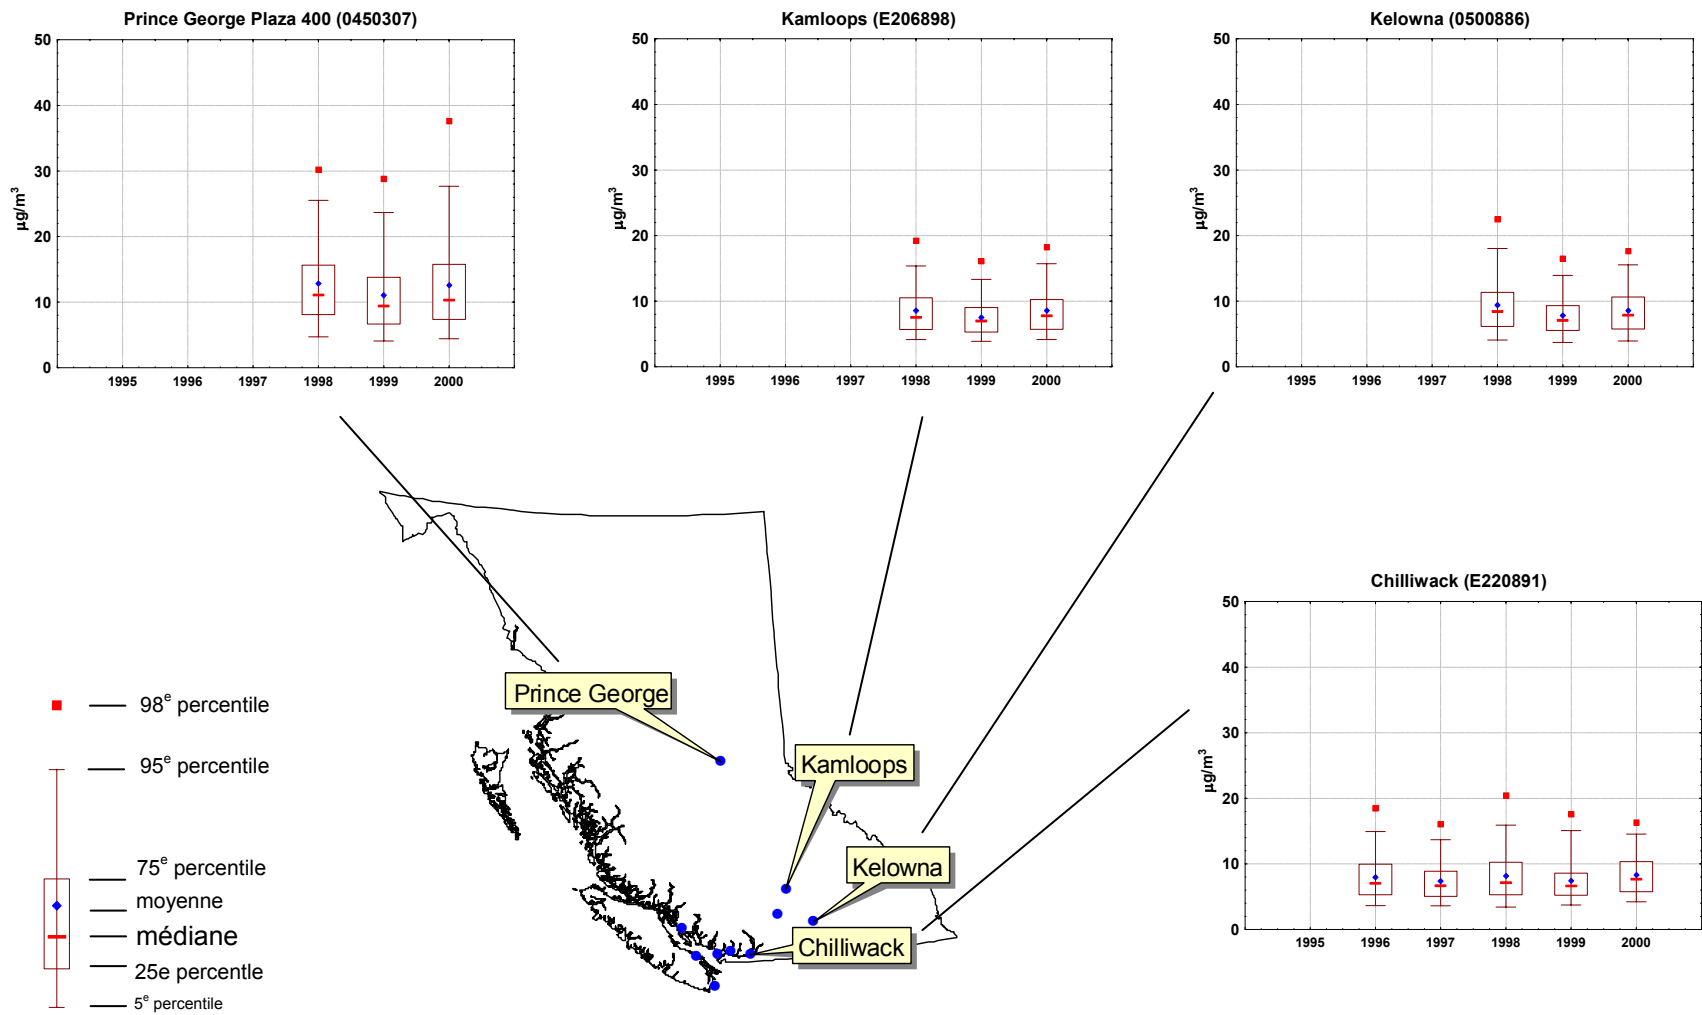 Prince George Plaza 400 (0450307)
50
40
30
20
10
0
µg/m³
1995 1996 1997 1998 1999 2000
Kamloops (E206898)
50
40
30
20
10
0
µg/m³
1995 1996 1997 1998 1999 2000
Kelowna (0500886)
50
40
30
20
10
0
µg/m³
1995 1996 1997 1998 1999 2000
Chilliwack (E220891)
50
40
30
20
10
0
µg/m³
1995 1996 1997 1998 1999 2000
Prince George
Kamloops
Kelowna
Chilliwack
98e percentile
95e percentile
75e percentile
moyenne
médiane
25e percentle
5e percentile